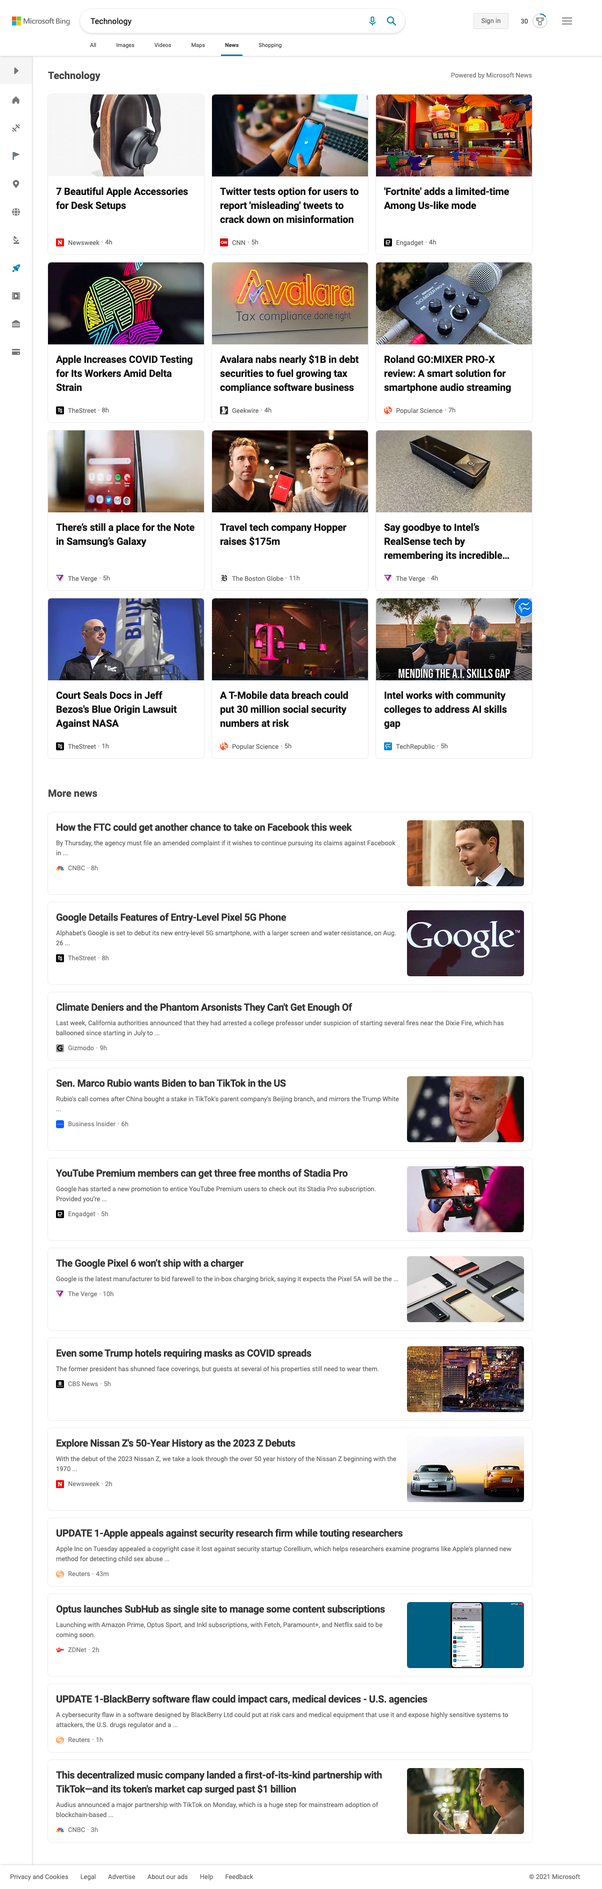 Microsoft Bing
Technology
Sign in
30
All
Images
Videos
Maps
News
Shopping
Technology
Powered by Microsoft News
7 Beautiful Apple Accessories
for Desk Setups
Newsweek · 4h
Twitter tests option for users to
report 'misleading' tweets to
crack down on misinformation
CNN · 5h
'Fortnite' adds a limited-time
Among Us-like mode
Engadget · 4h
Apple Increases COVID Testing
for Its Workers Amid Delta
Strain
TheStreet · 8h
Avalara
Tax compliance done right
Avalara nabs nearly $1B in debt
securities to fuel growing tax
compliance software business
Geekwire · 4h
Roland GO:MIXER PRO-X
review: A smart solution for
smartphone audio streaming
Popular Science · 7h
There's still a place for the Note
in Samsung's Galaxy
The Verge · 5h
Travel tech company Hopper
raises $175m
The Boston Globe · 11h
Say goodbye to Intel's
RealSense tech by
remembering its incredible...
The Verge · 4h
BLUE
Court Seals Docs in Jeff
Bezos's Blue Origin Lawsuit
Against NASA
TheStreet · 1h
T
A T-Mobile data breach could
put 30 million social security
numbers at risk
Popular Science · 5h
MENDING THE A.I. SKILLS GAP
Intel works with community
colleges to address AI skills
gap
TechRepublic · 5h
More news
How the FTC could get another chance to take on Facebook this week
By Thursday, the agency must file an amended complaint if it wishes to continue pursuing its claims against Facebook
in ...
CNBC · 8h
Google Details Features of Entry-Level Pixel 5G Phone
Alphabet's Google is set to debut its new entry-level 5G smartphone, with a larger screen and water resistance, on Aug.
26 ...
TheStreet · 8h
Google™
Climate Deniers and the Phantom Arsonists They Can't Get Enough Of
Last week, California authorities announced that they had arrested a college professor under suspicion of starting several fires near the Dixie Fire, which has
ballooned since starting in July to ...
Gizmodo · 9h
Sen. Marco Rubio wants Biden to ban TikTok in the US
Rubio's call comes after China bought a stake in TikTok's parent company's Beijing branch, and mirrors the Trump White
...
Business Insider · 6h
YouTube Premium members can get three free months of Stadia Pro
Google has started a new promotion to entice YouTube Premium users to check out its Stadia Pro subscription.
Provided you're ...
Engadget · 5h
The Google Pixel 6 won't ship with a charger
Google is the latest manufacturer to bid farewell to the in-box charging brick, saying it expects the Pixel 5A will be the ...
The Verge · 10h
Even some Trump hotels requiring masks as COVID spreads
The former president has shunned face coverings, but guests at several of his properties still need to wear them.
CBS News · 5h
Explore Nissan Z's 50-Year History as the 2023 Z Debuts
With the debut of the 2023 Nissan Z, we take a look through the over 50 year history of the Nissan Z beginning with the
1970 ...
Newsweek · 2h
UPDATE 1-Apple appeals against security research firm while touting researchers
Apple Inc on Tuesday appealed a copyright case it lost against security startup Corellium, which helps researchers examine programs like Apple's planned new
method for detecting child sex abuse ...
Reuters · 43m
Optus launches SubHub as single site to manage some content subscriptions
Launching with Amazon Prime, Optus Sport, and Inkl subscriptions, with Fetch, Paramount+, and Netflix said to be
coming soon.
ZDNet · 2h
UPDATE 1-BlackBerry software flaw could impact cars, medical devices - U.S. agencies
A cybersecurity flaw in a software designed by BlackBerry Ltd could put at risk cars and medical equipment that use it and expose highly sensitive systems to
attackers, the U.S. drugs regulator and a ...
Reuters · 1h
This decentralized music company landed a first-of-its-kind partnership with
TikTok—and its token's market cap surged past $1 billion
Audius announced a major partnership with TikTok on Monday, which is a huge step for mainstream adoption of
blockchain-based ...
CNBC · 3h
Privacy and Cookies
Legal
Advertise
About our ads
Help
Feedback
© 2021 Microsoft